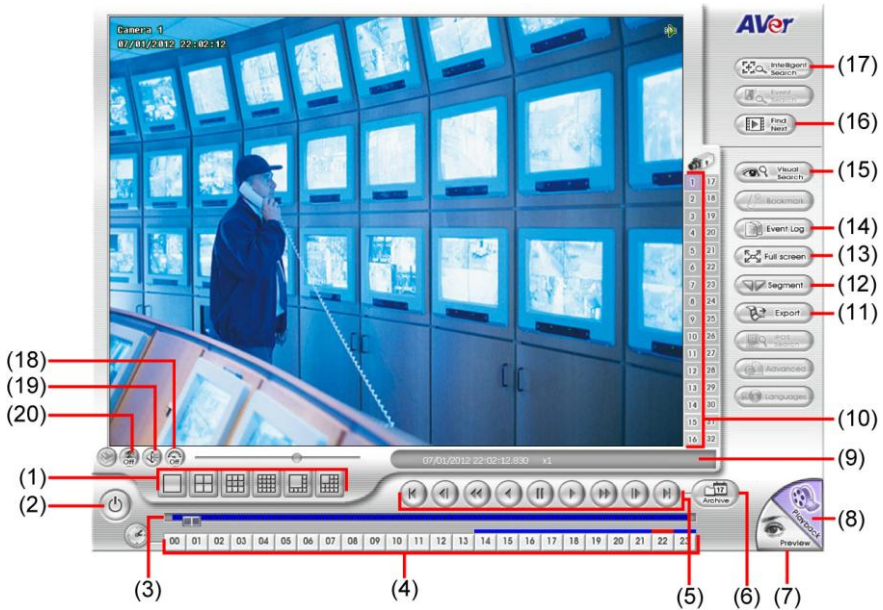 Camera 1
07/01/2012 22:02:12
AVer
Intelligent Search
(17)
Event Search
Find Next
(16)
Visual Search
(15)
Bookmark
Event Log
(14)
Full screen
(13)
Segment
(12)
Export
(11)
POS Search
Advanced
Languages
1 17
2 18
3 19
4 20
5 21
6 22
7 23
8 24
9 25
10 26
11 27
12 28
13 29
14 30
15 31
16 32
(10)
(18)
(19)
(20)
Off
Off
07/01/2012 22:02:12.830 x1
(9)
(1)
(2)
17
Archive
Playback
(8)
Preview
(3)
00 01 02 03 04 05 06 07 08 09 10 11 12 13 14 15 16 17 18 19 20 21 22 23
(4)
(5)
(6)
(7)